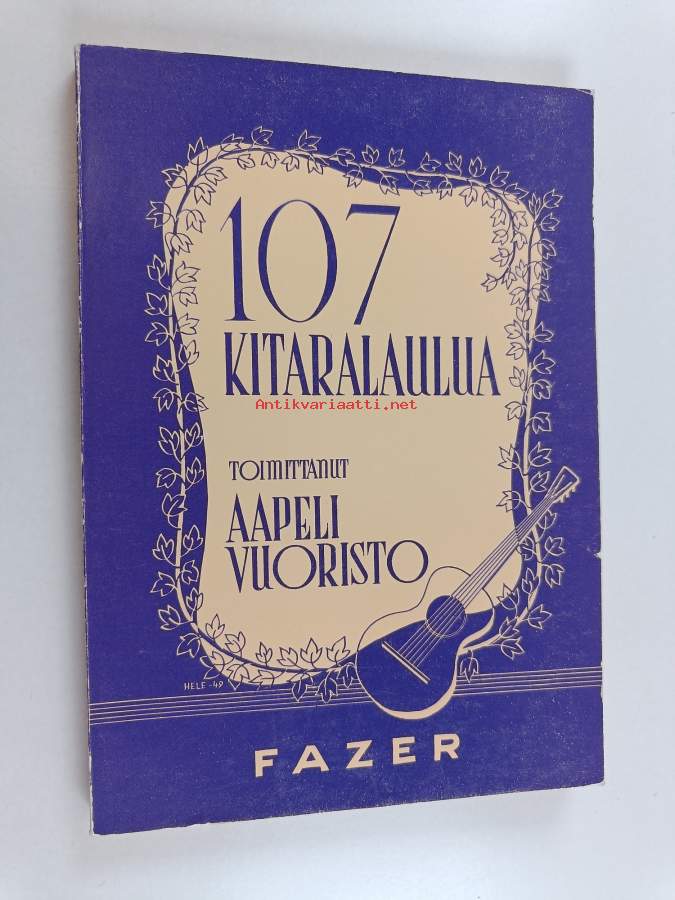 107
KITARALAULUA
Antikvariaatti.net
TOIMITTANUT
AAPELI
VUORISTO
HELE -49
FAZER